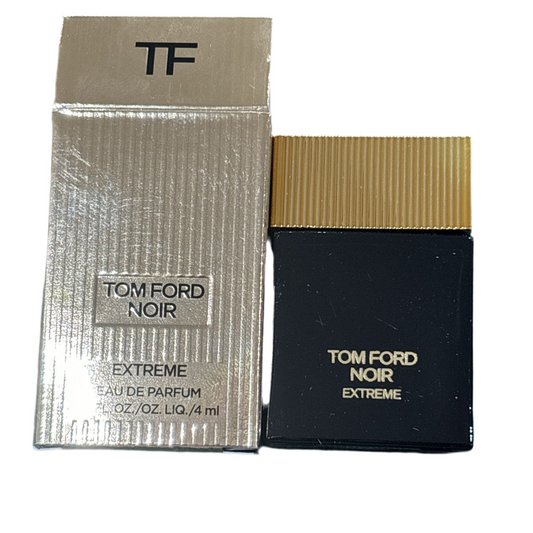 TF
TOM FORD
NOIR
EXTREME
EAU DE PARFUM
OZ./OZ. LIQ./4 ml
TOM FORD
NOIR
EXTREME